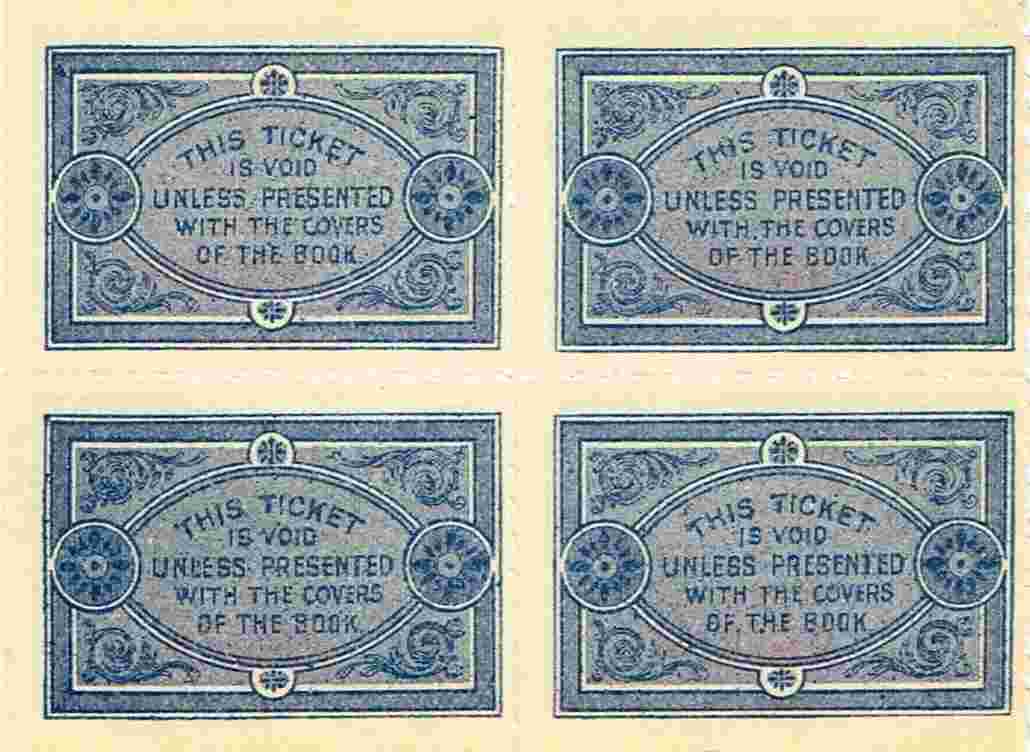 THIS TICKET
IS VOID
UNLESS PRESENTED
WITH THE COVERS
OF THE BOOK
THIS TICKET
IS VOID
UNLESS PRESENTED
WITH THE COVERS
OF THE BOOK
THIS TICKET
IS VOID
UNLESS PRESENTED
WITH THE COVERS
OF THE BOOK
THIS TICKET
IS VOID
UNLESS PRESENTED
WITH THE COVERS
OF THE BOOK